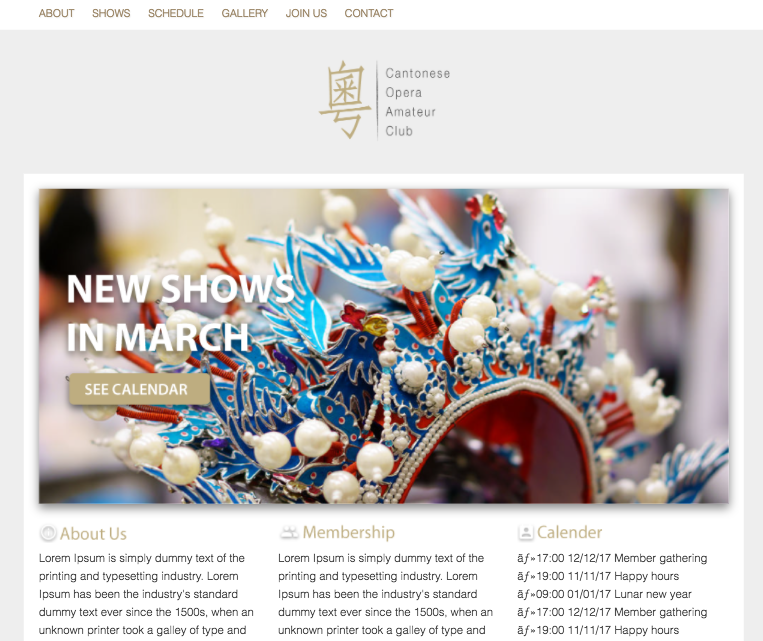 ABOUT SHOWS SCHEDULE GALLERY JOIN US CONTACT
粤
Cantonese
Opera
Amateur
Club
NEW SHOWS
IN MARCH
SEE CALENDAR
About Us
Lorem Ipsum is simply dummy text of the
printing and typesetting industry. Lorem
Ipsum has been the industry's standard
dummy text ever since the 1500s, when an
unknown printer took a galley of type and
Membership
Lorem Ipsum is simply dummy text of the
printing and typesetting industry. Lorem
Ipsum has been the industry's standard
dummy text ever since the 1500s, when an
unknown printer took a galley of type and
Calender
ãƒ»17:00 12/12/17 Member gathering
ãƒ»19:00 11/11/17 Happy hours
ãƒ»09:00 01/01/17 Lunar new year
ãƒ»17:00 12/12/17 Member gathering
ãƒ»19:00 11/11/17 Happy hours